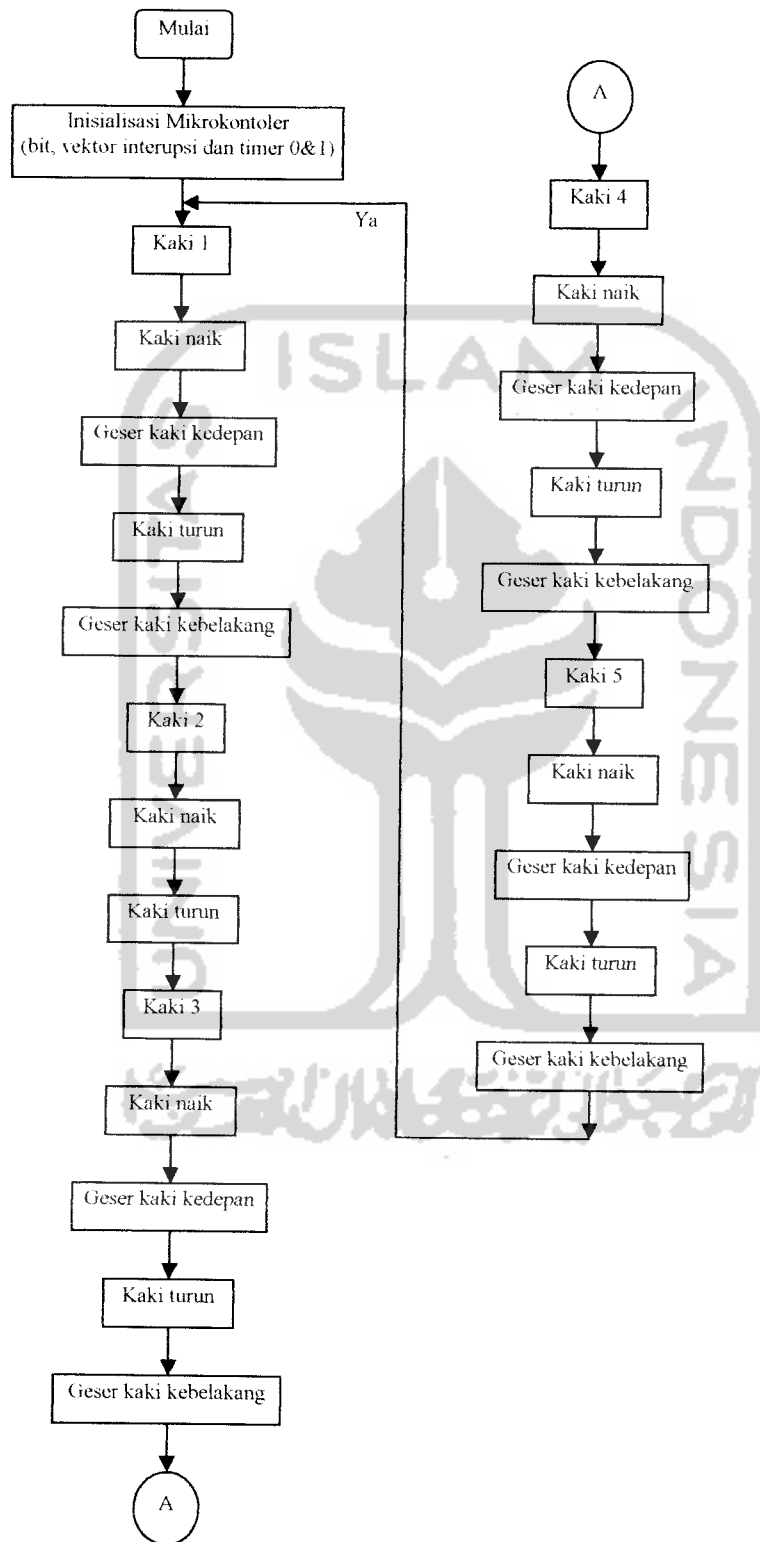 Mulai
Inisialisasi Mikrokontoler
(bit, vektor interupsi dan timer 0&1)
Kaki 1
Kaki naik
Geser kaki kedepan
Kaki turun
Geser kaki kebelakang
Kaki 2
Kaki naik
Kaki turun
Kaki 3
Kaki naik
Geser kaki kedepan
Kaki turun
Geser kaki kebelakang
A
Ya
A
Kaki 4
Kaki naik
Geser kaki kedepan
Kaki turun
Geser kaki kebelakang
Kaki 5
Kaki naik
Geser kaki kedepan
Kaki turun
Geser kaki kebelakang
UNIVERSITAS
ISLAM
INDONESIA